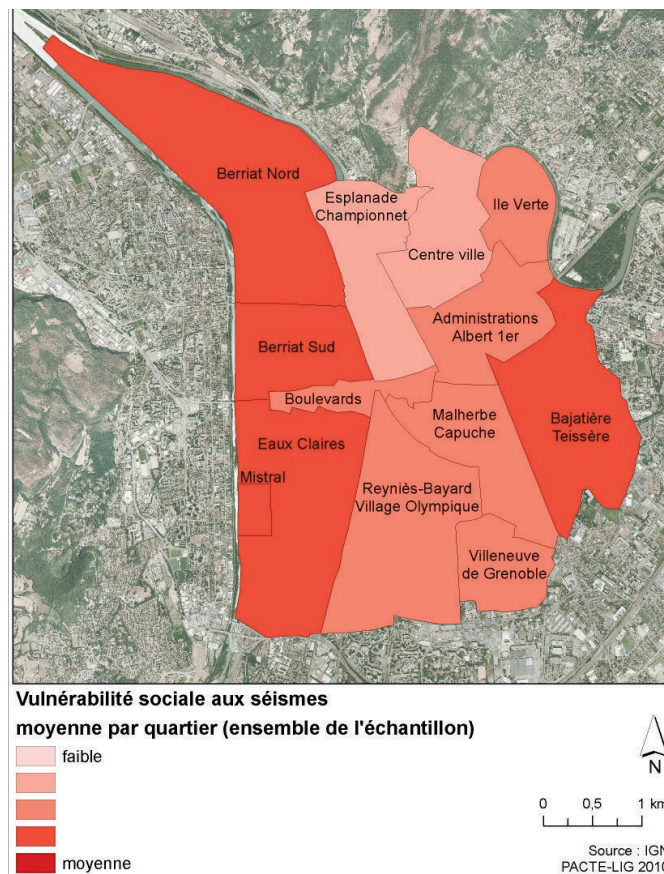 Berriat Nord
Esplanade
Championnet
Ile Verte
Centre ville
Administrations
Albert 1er
Berriat Sud
Boulevards
Malherbe
Capuche
Bajatière
Teissère
Eaux Claires
Mistral
Reyniès-Bayard
Village Olympique
Villeneuve
de Grenoble
Vulnérabilité sociale aux séismes
moyenne par quartier (ensemble de l'échantillon)
faible
moyenne
N
0 0,5 1 km
Source : IGN
PACTE-LIG 2010